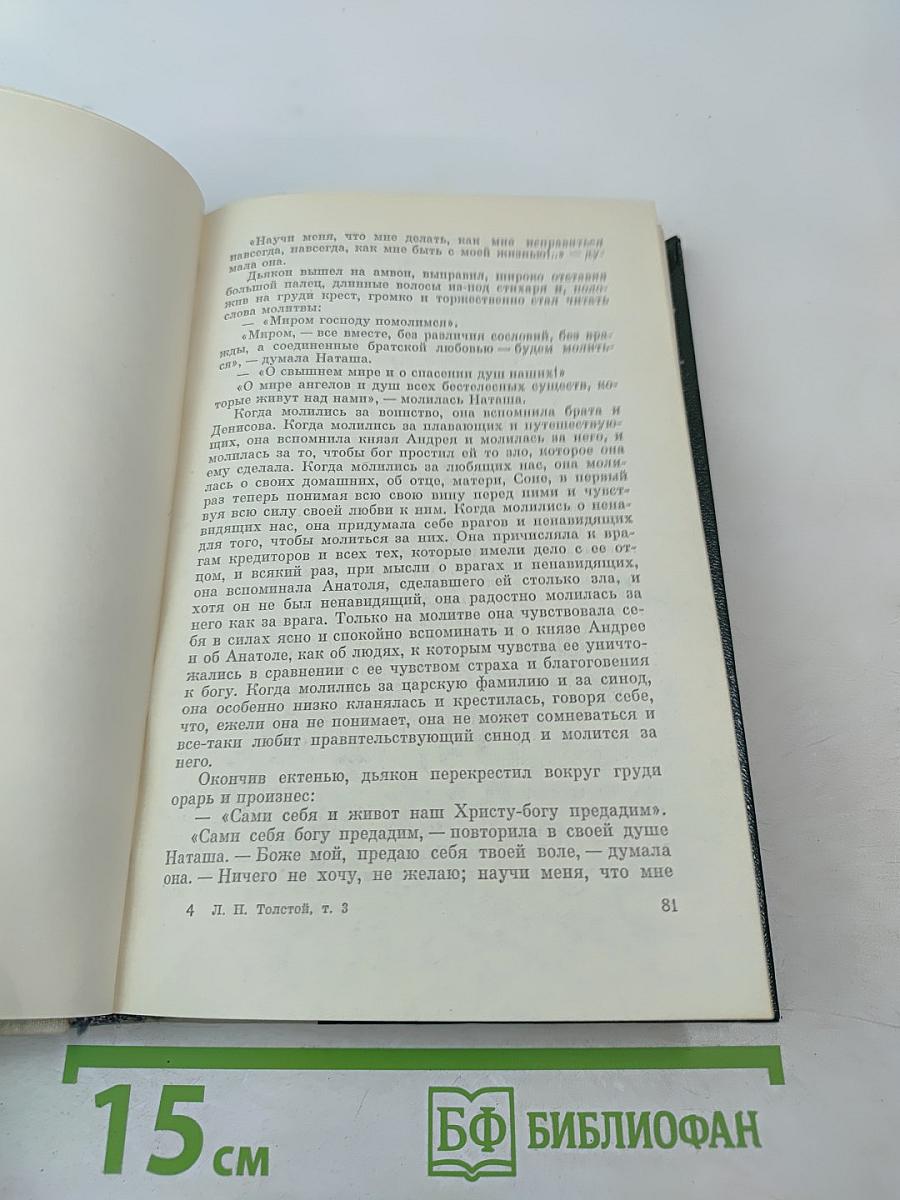 «Научи меня, что мне делать, как мне исправиться
навсегда, навсегда, как мне быть с моей жизнью!..» — ду-
мала она.
Дьякон вышел на амвон, выправил, широко отставив
большой палец, длинные волосы из-под стихаря и, поло-
жив на груди крест, громко и торжественно стал читать
слова молитвы:
— «Миром господу помолимся».
«Миром, — все вместе, без различия сословий, без вра-
жды, а соединенные братской любовью — будем молить-
ся», — думала Наташа.
— «О свышнем мире и о спасении душ наших!»
«О мире ангелов и душ всех бестелесных существ, ко-
торые живут над нами», — молилась Наташа.
Когда молились за воинство, она вспомнила брата и
Денисова. Когда молились за плавающих и путешествую-
щих, она вспомнила князя Андрея и молилась за него, и
молилась за то, чтобы бог простил ей то зло, которое она
ему сделала. Когда молились за любящих нас, она моли-
лась о своих домашних, об отце, матери, Соне, в первый
раз теперь понимая всю свою вину перед ними и чувст-
вуя всю силу своей любви к ним. Когда молились о нена-
видящих нас, она придумала себе врагов и ненавидящих
для того, чтобы молиться за них. Она причисляла к вра-
гам кредиторов и всех тех, которые имели дело с ее от-
цом, и всякий раз, при мысли о врагах и ненавидящих,
она вспоминала Анатоля, сделавшего ей столько зла, и
хотя он не был ненавидящий, она радостно молилась за
него как за врага. Только на молитве она чувствовала се-
бя в силах ясно и спокойно вспоминать и о князе Андрее
и об Анатоле, как об людях, к которым чувства ее уничто-
жались в сравнении с ее чувством страха и благоговения
к богу. Когда молились за царскую фамилию и за синод,
она особенно низко кланялась и крестилась, говоря себе,
что, ежели она не понимает, она не может сомневаться и
все-таки любит правительствующий синод и молится за
него.
Окончив ектенью, дьякон перекрестил вокруг груди
орарь и произнес:
— «Сами себя и живот наш Христу-богу предадим».
«Сами себя богу предадим, — повторила в своей душе
Наташа. — Боже мой, предаю себя твоей воле, — думала
она. — Ничего не хочу, не желаю; научи меня, что мне
4 Л. Н. Толстой, т. 3 81
15 см
БФ БИБЛИОФАН